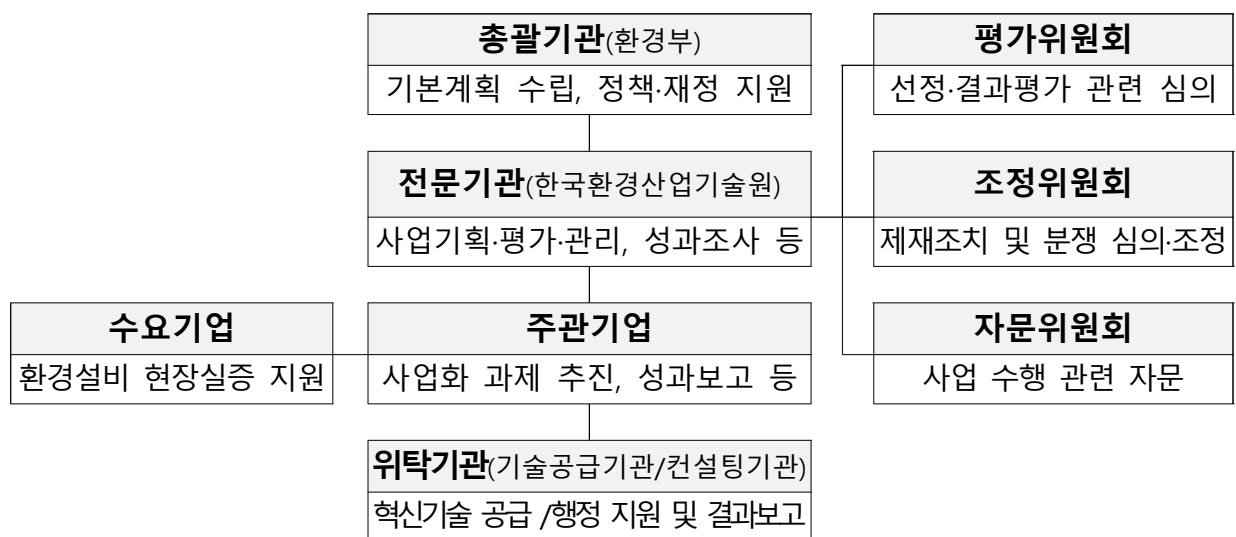 총괄기관(환경부)
기본계획 수립, 정책·재정 지원
평가위원회
선정·결과평가 관련 심의
전문기관(한국환경산업기술원)
사업기획·평가·관리, 성과조사 등
조정위원회
제재조치 및 분쟁 심의·조정
수요기업
환경설비 현장실증 지원
주관기업
사업화 과제 추진, 성과보고 등
자문위원회
사업 수행 관련 자문
위탁기관(기술공급기관/컨설팅기관)
혁신기술 공급 /행정 지원 및 결과보고